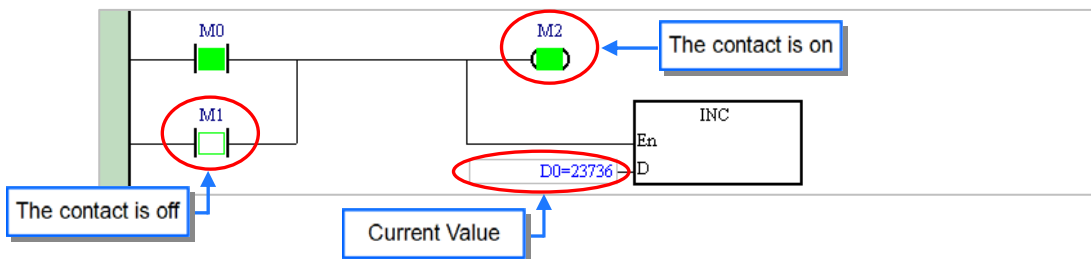 M0
M2
The contact is on
M1
INC
En
D0=23736
D
The contact is off
Current Value